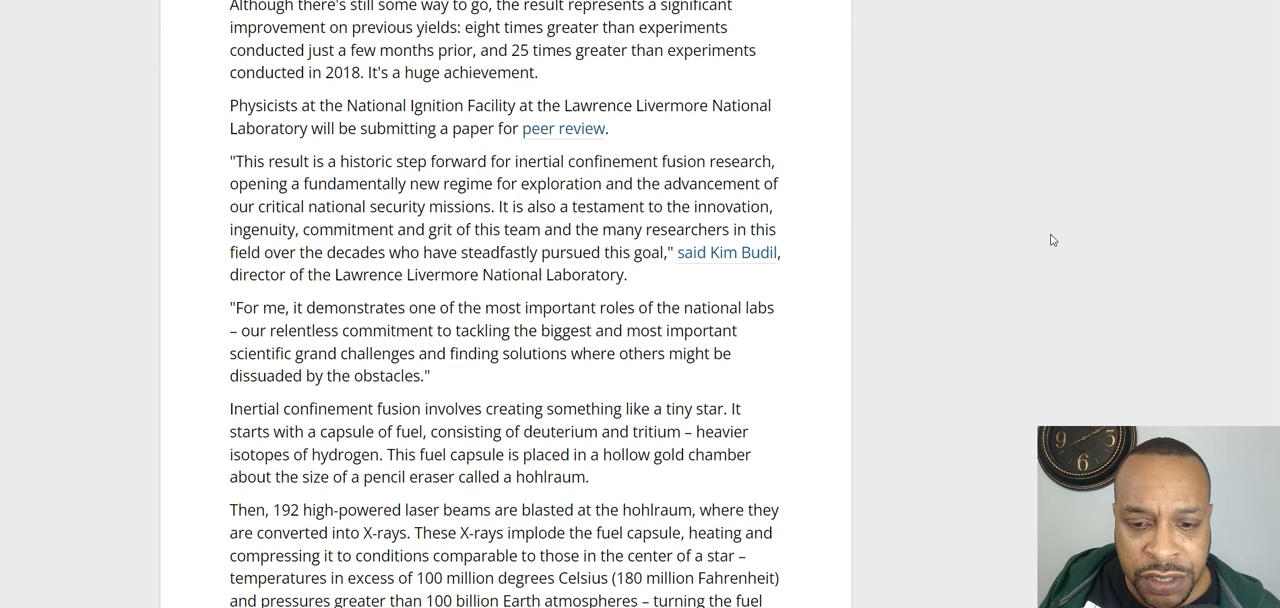 Although there's still some way to go, the result represents a significant
improvement on previous yields: eight times greater than experiments
conducted just a few months prior, and 25 times greater than experiments
conducted in 2018. It's a huge achievement.
Physicists at the National Ignition Facility at the Lawrence Livermore National
Laboratory will be submitting a paper for peer review.
"This result is a historic step forward for inertial confinement fusion research,
opening a fundamentally new regime for exploration and the advancement of
our critical national security missions. It is also a testament to the innovation,
ingenuity, commitment and grit of this team and the many researchers in this
field over the decades who have steadfastly pursued this goal," said Kim Budil,
director of the Lawrence Livermore National Laboratory.
"For me, it demonstrates one of the most important roles of the national labs
– our relentless commitment to tackling the biggest and most important
scientific grand challenges and finding solutions where others might be
dissuaded by the obstacles."
Inertial confinement fusion involves creating something like a tiny star. It
starts with a capsule of fuel, consisting of deuterium and tritium – heavier
isotopes of hydrogen. This fuel capsule is placed in a hollow gold chamber
about the size of a pencil eraser called a hohlraum.
Then, 192 high-powered laser beams are blasted at the hohlraum, where they
are converted into X-rays. These X-rays implode the fuel capsule, heating and
compressing it to conditions comparable to those in the center of a star –
temperatures in excess of 100 million degrees Celsius (180 million Fahrenheit)
and pressures greater than 100 billion Earth atmospheres – turning the fuel
9 3
6